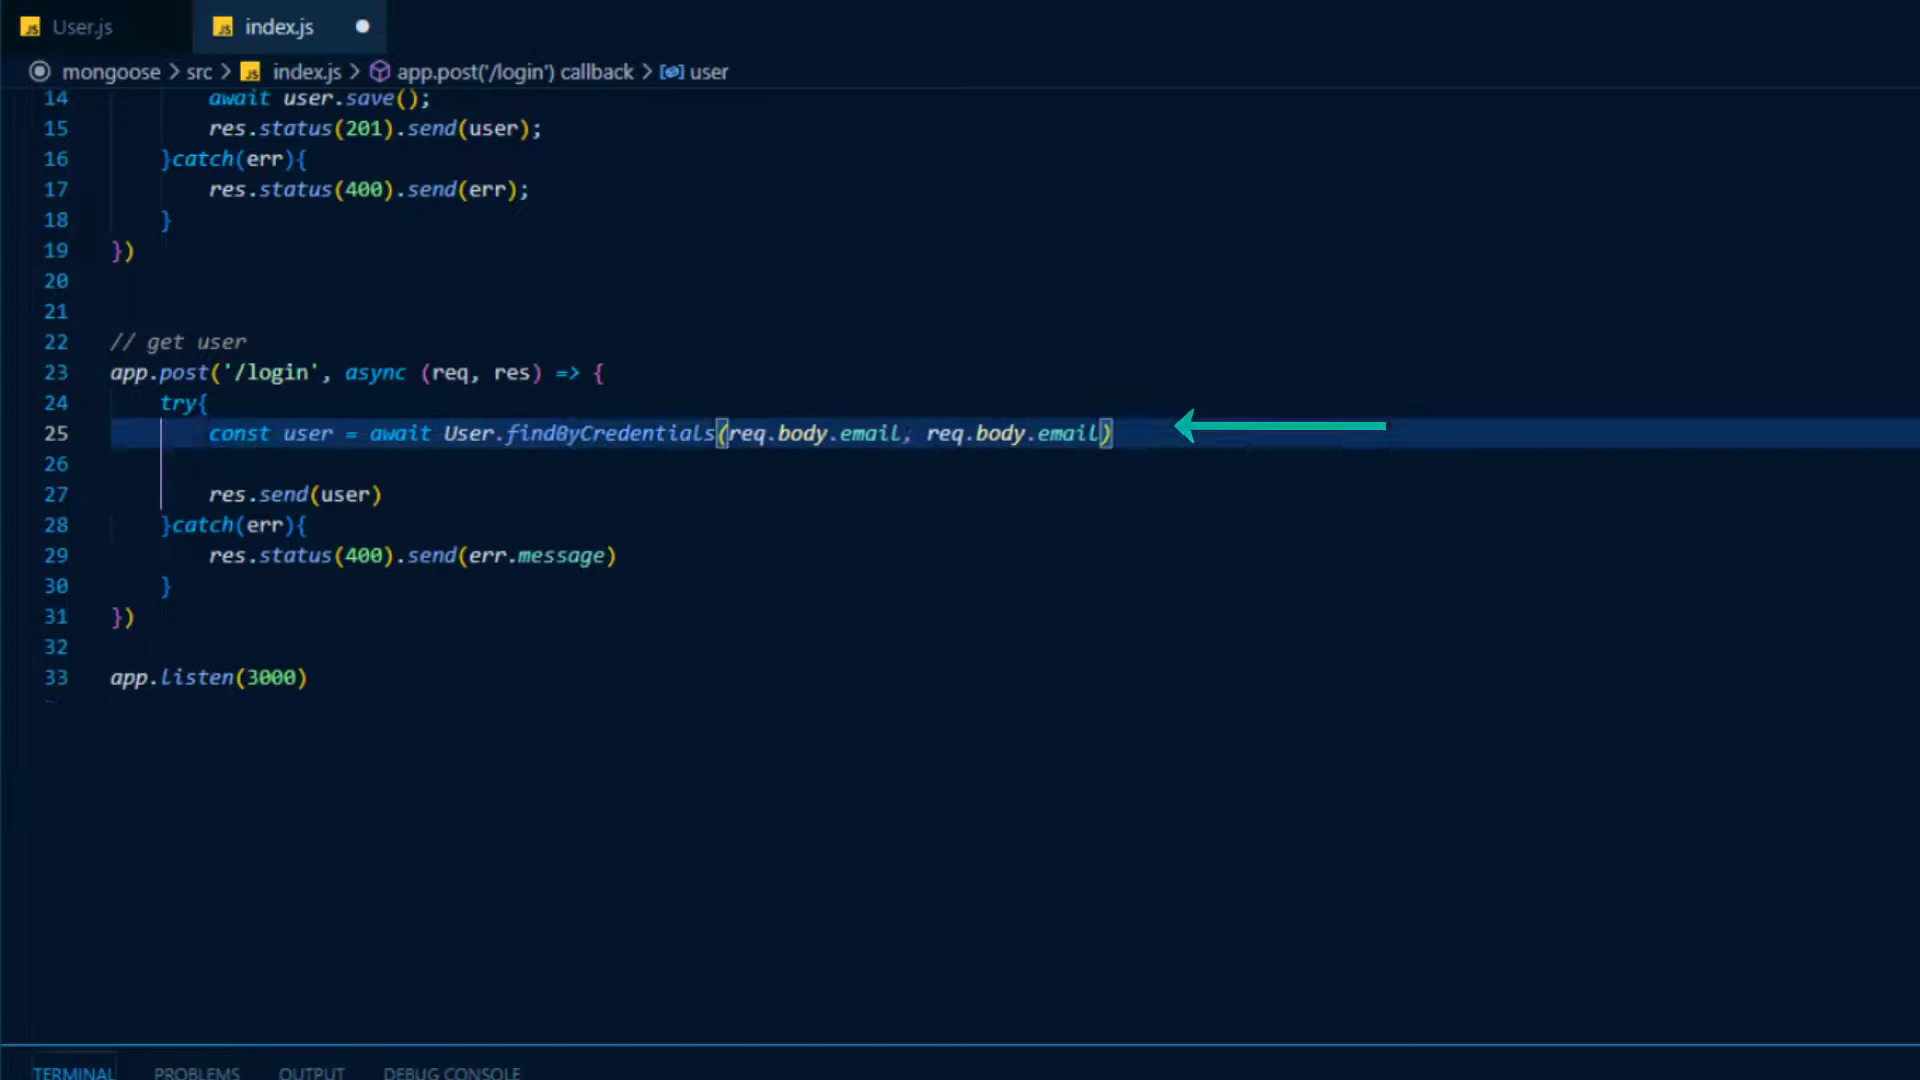 User.js
index.js
mongoose > src > index.js > app.post('/login') callback > user
14 await user.save();
15 res.status(201).send(user);
16 }catch(err){
17 res.status(400).send(err);
18 }
19 })
20
21
22 // get user
23 app.post('/login', async (req, res) => {
24 try{
25 const user = await User.findByCredentials(req.body.email, req.body.email)
26
27 res.send(user)
28 }catch(err){
29 res.status(400).send(err.message)
30 }
31 })
32
33 app.listen(3000)
TERMINAL PROBLEMS OUTPUT DEBUG CONSOLE